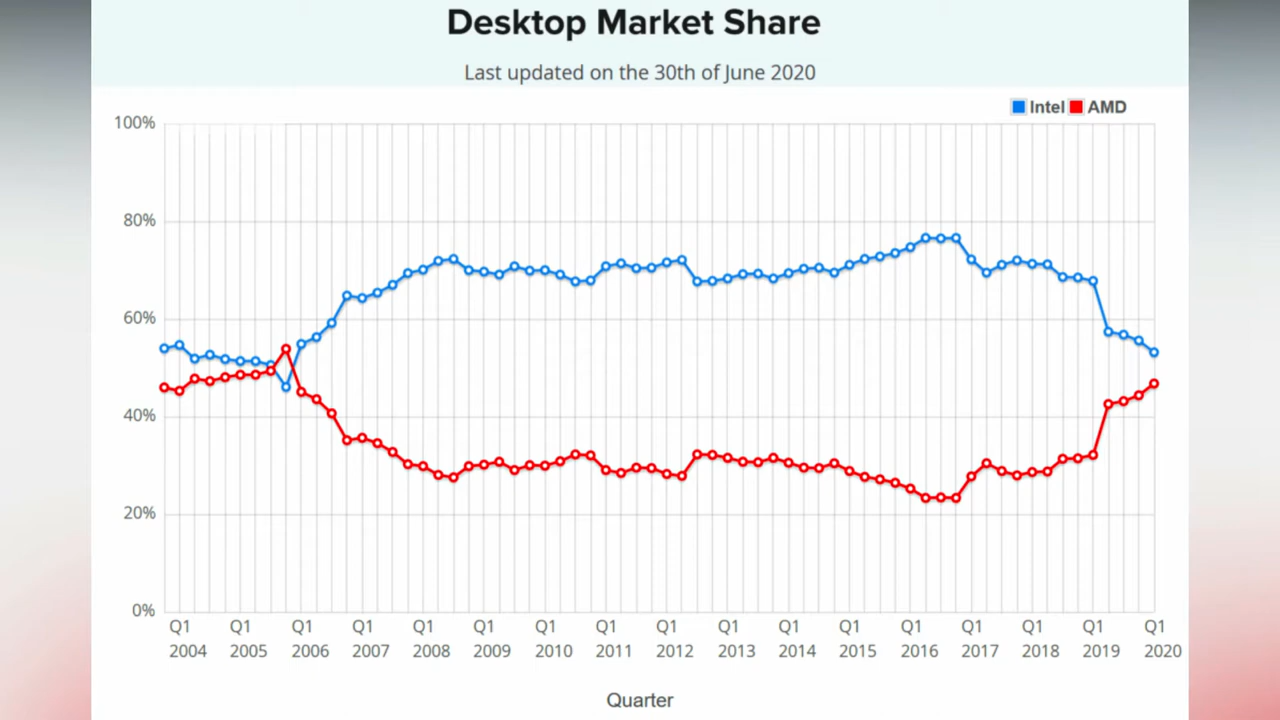 Desktop Market Share
Last updated on the 30th of June 2020
Intel AMD
100%
80%
60%
40%
20%
0%
Q1 Q1 Q1 Q1 Q1 Q1 Q1 Q1 Q1 Q1 Q1 Q1 Q1 Q1 Q1 Q1 Q1
2004 2005 2006 2007 2008 2009 2010 2011 2012 2013 2014 2015 2016 2017 2018 2019 2020
Quarter